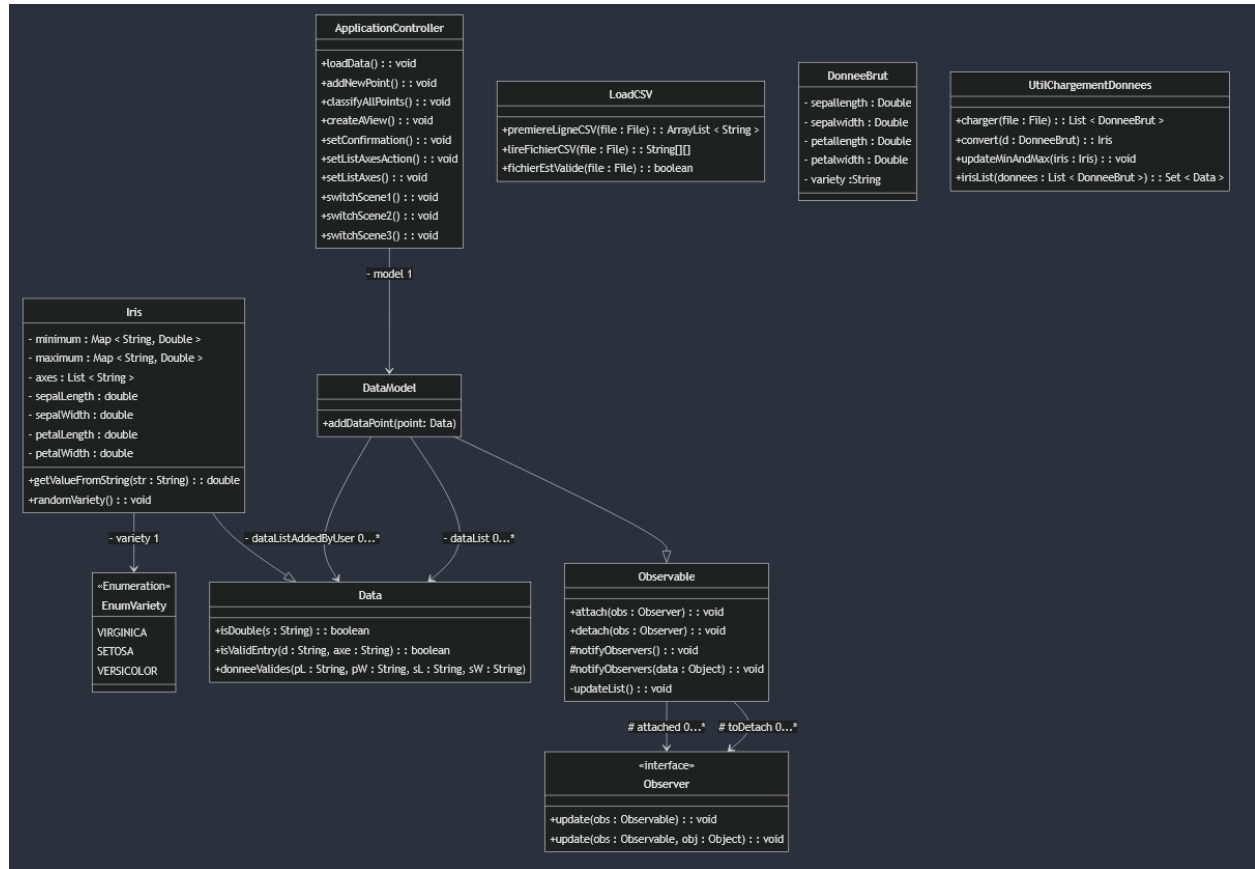 ApplicationController
+loadData() : : void
+addNewPoint() : : void
+classifyAllPoints() : : void
+createAView() : : void
+setConfirmation() : : void
+setListAxesAction() : : void
+setListAxes() : : void
+switchScene1() : : void
+switchScene2() : : void
+switchScene3() : : void
LoadCSV
+premiereLigneCSV(file : File) : : ArrayList < String >
+lireFichierCSV(file : File) : : String[][]
+fichierEstValide(file : File) : : boolean
DonneeBrut
- sepallength : Double
- sepalwidth : Double
- petallength : Double
- petalwidth : Double
- variety :String
UtilChargementDonnees
+charger(file : File) : : List < DonneeBrut >
+convert(d : DonneeBrut) : : Iris
+updateMinAndMax(iris : Iris) : : void
+irisList(donnees : List < DonneeBrut >) : : Set < Data >
- model 1
Iris
- minimum : Map < String, Double >
- maximum : Map < String, Double >
- axes : List < String >
- sepalLength : double
- sepalWidth : double
- petalLength : double
- petalWidth : double
+getValueFromString(str : String) : : double
+randomVariety() : : void
DataModel
+addDataPoint(point: Data)
- variety 1
- dataListAddedByUser 0...*
- dataList 0...*
«Enumeration»
EnumVariety
VIRGINICA
SETOSA
VERSICOLOR
Data
+isDouble(s : String) : : boolean
+isValidEntry(d : String, axe : String) : : boolean
+donneeValides(pL : String, pW : String, sL : String, sW : String)
Observable
+attach(obs : Observer) : : void
+detach(obs : Observer) : : void
#notifyObservers() : : void
#notifyObservers(data : Object) : : void
-updateList() : : void
# attached 0...*
# toDetach 0...*
«interface»
Observer
+update(obs : Observable) : : void
+update(obs : Observable, obj : Object) : : void